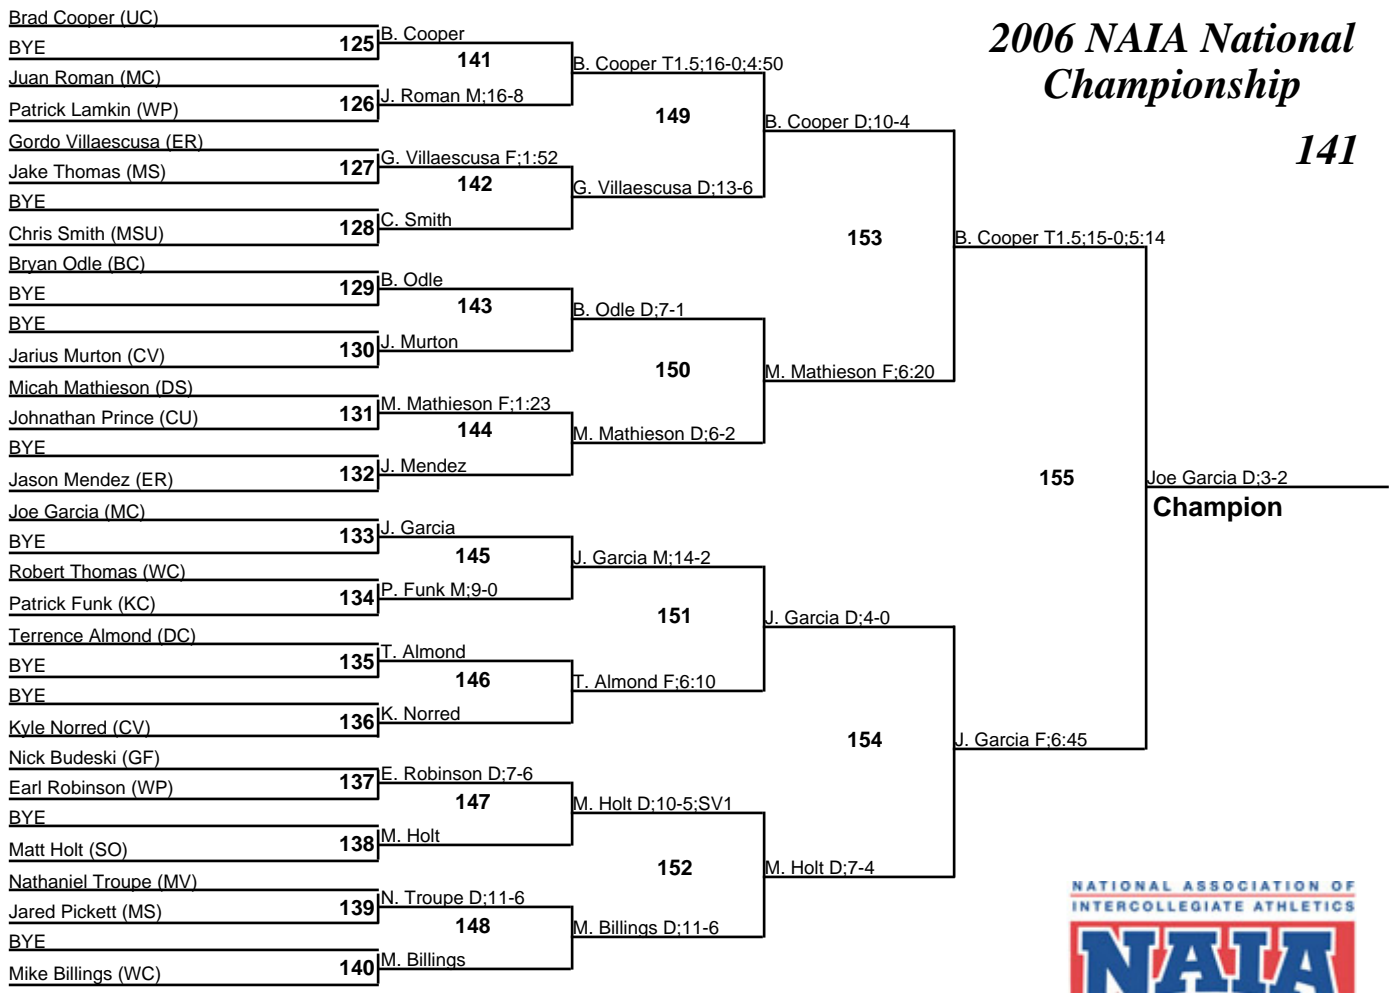 2006 NAIA National
Championship
141
Brad Cooper (UC)
BYE
125
B. Cooper
141
Juan Roman (MC)
Patrick Lamkin (WP)
126
J. Roman M;16-8
B. Cooper T1.5;16-0;4:50
149
Gordo Villaescusa (ER)
Jake Thomas (MS)
127
G. Villaescusa F;1:52
142
BYE
Chris Smith (MSU)
128
C. Smith
G. Villaescusa D;13-6
B. Cooper D;10-4
153
Bryan Odle (BC)
BYE
129
B. Odle
143
BYE
Jarius Murton (CV)
130
J. Murton
B. Odle D;7-1
150
Micah Mathieson (DS)
Johnathan Prince (CU)
131
M. Mathieson F;1:23
144
BYE
Jason Mendez (ER)
132
J. Mendez
M. Mathieson D;6-2
M. Mathieson F;6:20
B. Cooper T1.5;15-0;5:14
155
Joe Garcia D;3-2
Champion
Joe Garcia (MC)
BYE
133
J. Garcia
145
Robert Thomas (WC)
Patrick Funk (KC)
134
P. Funk M;9-0
J. Garcia M;14-2
151
Terrence Almond (DC)
BYE
135
T. Almond
146
BYE
Kyle Norred (CV)
136
K. Norred
T. Almond F;6:10
J. Garcia D;4-0
154
J. Garcia F;6:45
Nick Budeski (GF)
Earl Robinson (WP)
137
E. Robinson D;7-6
147
BYE
Matt Holt (SO)
138
M. Holt
M. Holt D;10-5;SV1
152
M. Holt D;7-4
Nathaniel Troupe (MV)
Jared Pickett (MS)
139
N. Troupe D;11-6
148
BYE
Mike Billings (WC)
140
M. Billings
M. Billings D;11-6
NATIONAL ASSOCIATION OF
INTERCOLLEGIATE ATHLETICS
NAIA